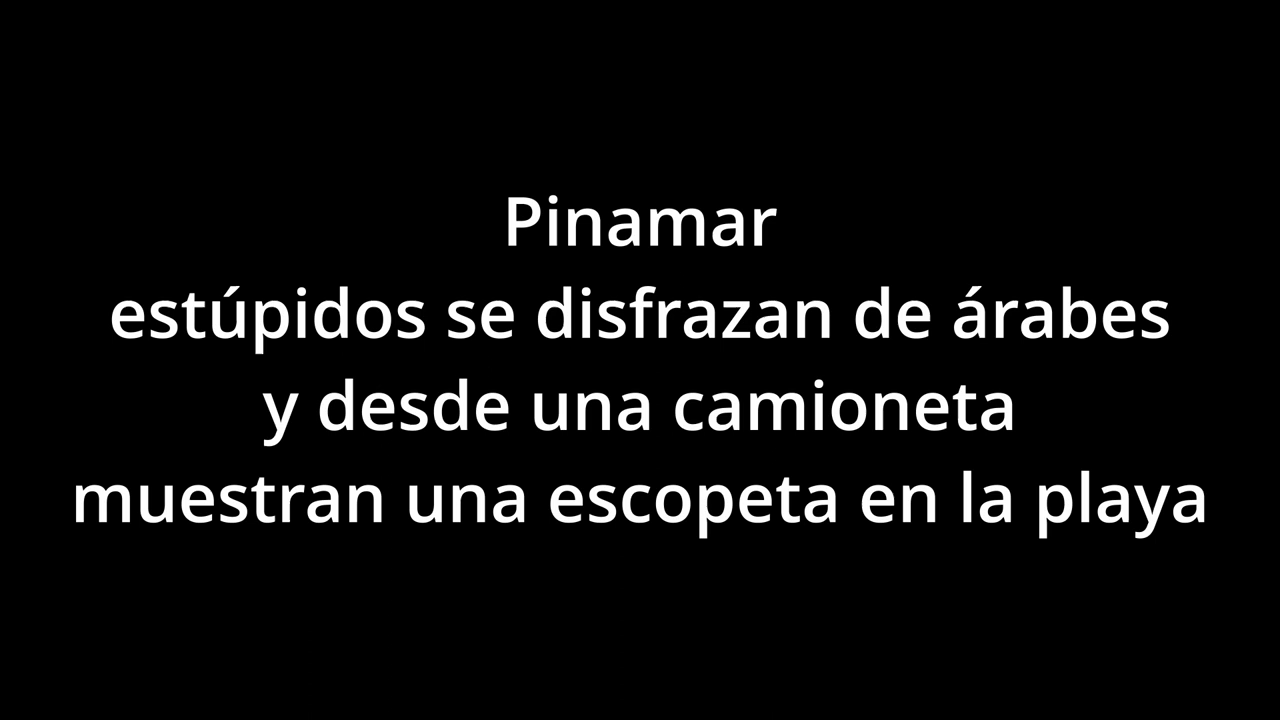 Pinamar
estúpidos se disfrazan de árabes
y desde una camioneta
muestran una escopeta en la playa